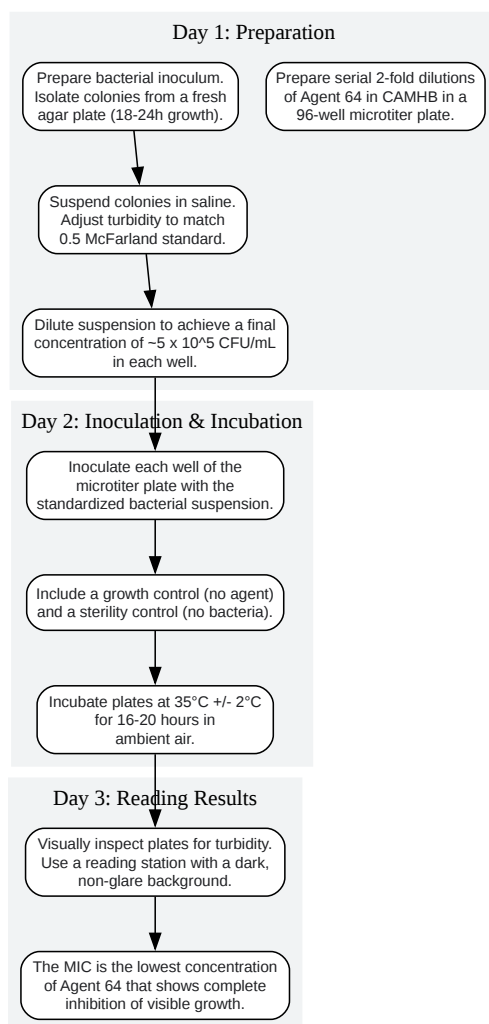 Day 1: Preparation
Prepare bacterial inoculum.
Isolate colonies from a fresh
agar plate (18-24h growth).
Prepare serial 2-fold dilutions
of Agent 64 in CAMHB in a
96-well microtiter plate.
Suspend colonies in saline.
Adjust turbidity to match
0.5 McFarland standard.
Dilute suspension to achieve a final
concentration of ~5 x 10^5 CFU/mL
in each well.
Day 2: Inoculation & Incubation
Inoculate each well of the
microtiter plate with the
standardized bacterial suspension.
Include a growth control (no agent)
and a sterility control (no bacteria).
Incubate plates at 35°C +/- 2°C
for 16-20 hours in
ambient air.
Day 3: Reading Results
Visually inspect plates for turbidity.
Use a reading station with a dark,
non-glare background.
The MIC is the lowest concentration
of Agent 64 that shows complete
inhibition of visible growth.